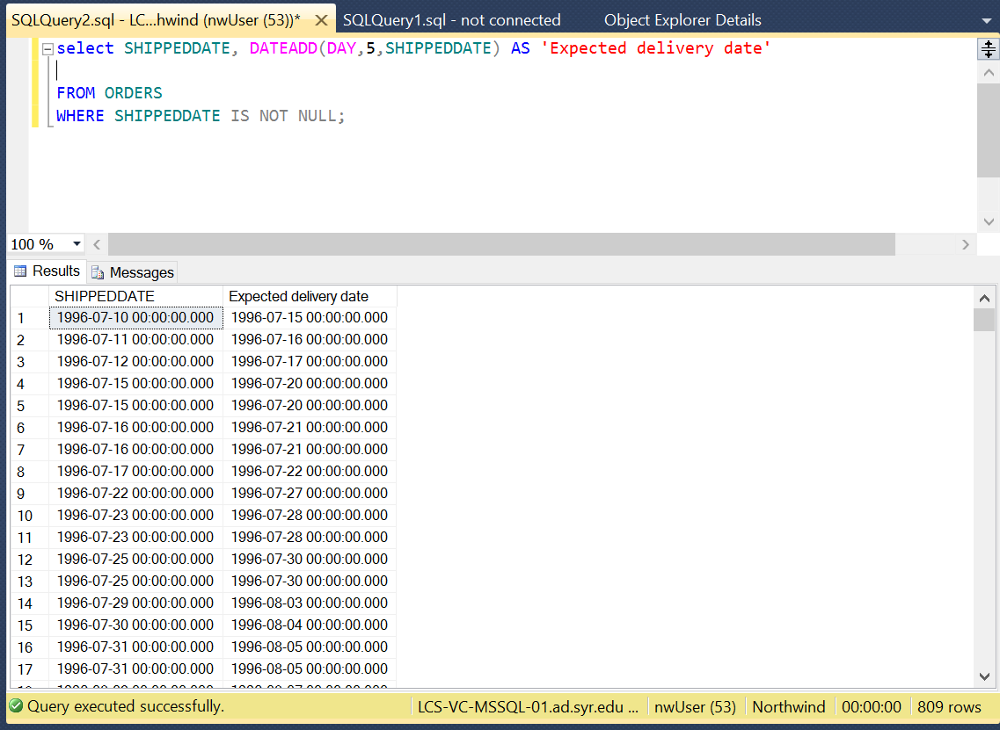 SQLQuery2.sql - LC...hwind (nwUser (53))* SQLQuery1.sql - not connected Object Explorer Details
select SHIPPEDDATE, DATEADD(DAY,5,SHIPPEDDATE) AS 'Expected delivery date'
FROM ORDERS
WHERE SHIPPEDDATE IS NOT NULL;
100 %
Results Messages
SHIPPEDDATE Expected delivery date
1 1996-07-10 00:00:00.000 1996-07-15 00:00:00.000
2 1996-07-11 00:00:00.000 1996-07-16 00:00:00.000
3 1996-07-12 00:00:00.000 1996-07-17 00:00:00.000
4 1996-07-15 00:00:00.000 1996-07-20 00:00:00.000
5 1996-07-15 00:00:00.000 1996-07-20 00:00:00.000
6 1996-07-16 00:00:00.000 1996-07-21 00:00:00.000
7 1996-07-16 00:00:00.000 1996-07-21 00:00:00.000
8 1996-07-17 00:00:00.000 1996-07-22 00:00:00.000
9 1996-07-22 00:00:00.000 1996-07-27 00:00:00.000
10 1996-07-23 00:00:00.000 1996-07-28 00:00:00.000
11 1996-07-23 00:00:00.000 1996-07-28 00:00:00.000
12 1996-07-25 00:00:00.000 1996-07-30 00:00:00.000
13 1996-07-25 00:00:00.000 1996-07-30 00:00:00.000
14 1996-07-29 00:00:00.000 1996-08-03 00:00:00.000
15 1996-07-30 00:00:00.000 1996-08-04 00:00:00.000
16 1996-07-31 00:00:00.000 1996-08-05 00:00:00.000
17 1996-07-31 00:00:00.000 1996-08-05 00:00:00.000
Query executed successfully. LCS-VC-MSSQL-01.ad.syr.edu ... nwUser (53) Northwind 00:00:00 809 rows